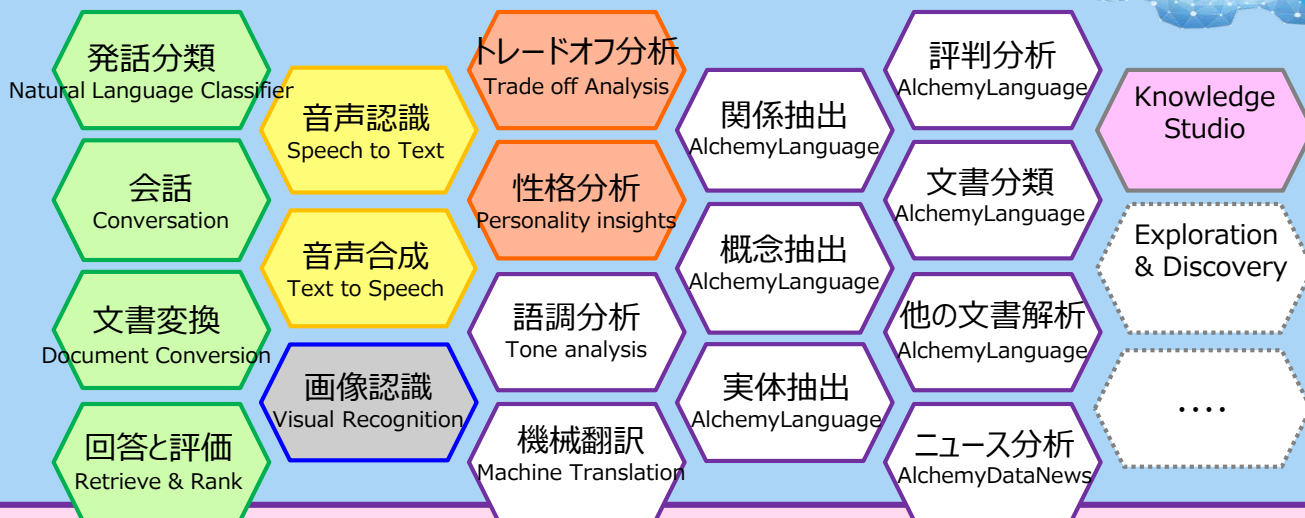 発話分類
Natural Language Classifier
会話
Conversation
文書変換
Document Conversion
回答と評価
Retrieve & Rank
音声認識
Speech to Text
音声合成
Text to Speech
画像認識
Visual Recognition
トレードオフ分析
Trade off Analysis
性格分析
Personality insights
語調分析
Tone analysis
機械翻訳
Machine Translation
関係抽出
AlchemyLanguage
概念抽出
AlchemyLanguage
実体抽出
AlchemyLanguage
評判分析
AlchemyLanguage
文書分類
AlchemyLanguage
他の文書解析
AlchemyLanguage
ニュース分析
AlchemyDataNews
Knowledge
Studio
Exploration
& Discovery
‥‥